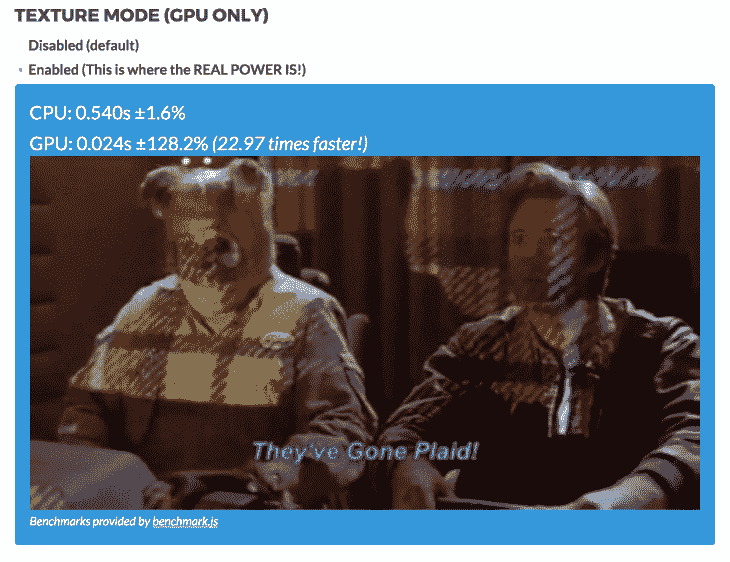 TEXTURE MODE (GPU ONLY)
Disabled (default)
Enabled (This is where the REAL POWER IS!)
CPU: 0.540s ±1.6%
GPU: 0.024s ±128.2% (22.97 times faster!)
They've Gone Plaid!
Benchmarks provided by benchmark.js